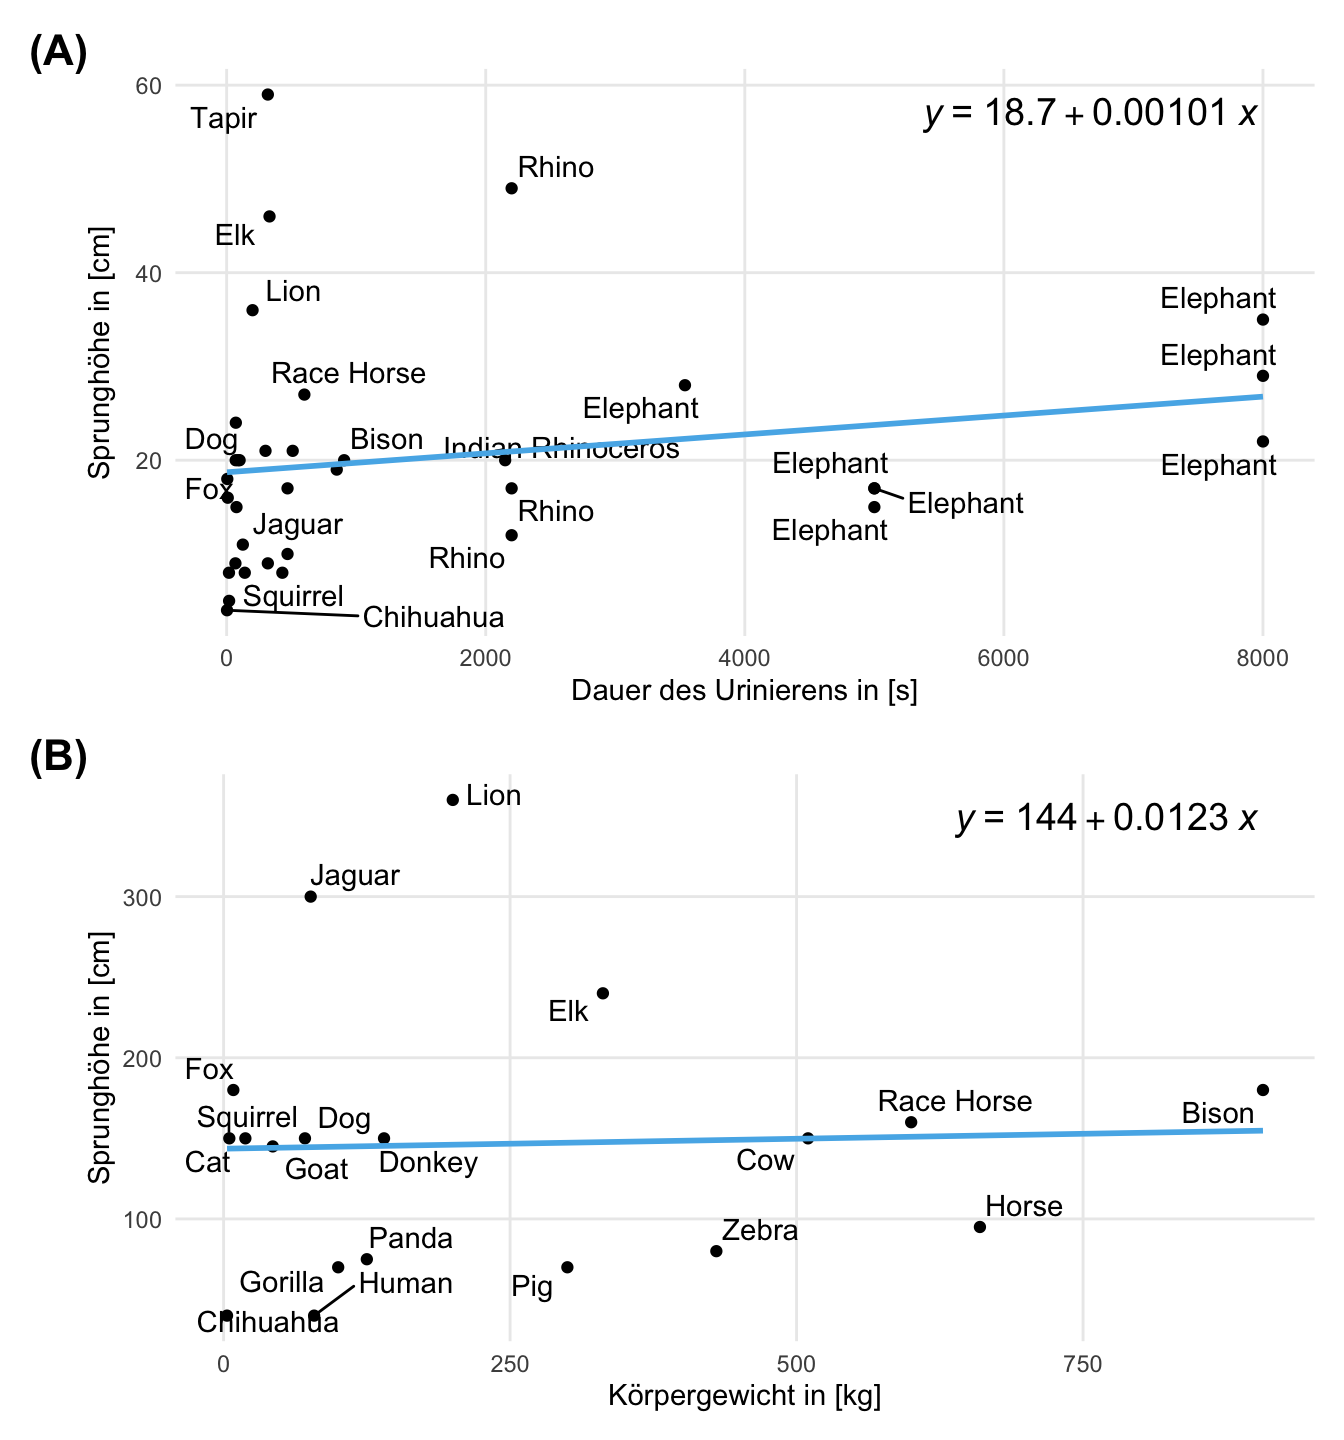 (A)
60
Tapir
y = 18.7 + 0.00101 x
Rhino
Elk
40
Lion
Elephant
Elephant
Race Horse
Elephant
Dog
Bison
Indian Rhinoceros
20
Elephant
Elephant
Fox
Rhino
Elephant
Jaguar
Elephant
Rhino
Squirrel
Chihuahua
Sprunghöhe in [cm]
0 2000 4000 6000 8000
Dauer des Urinierens in [s]
(B)
Lion
y = 144 + 0.0123 x
Jaguar
300
Elk
Fox
200
Squirrel Dog
Race Horse
Bison
Cat
Goat
Donkey
Cow
Horse
100
Panda
Zebra
Gorilla
Human
Pig
Chihuahua
Sprunghöhe in [cm]
0 250 500 750
Körpergewicht in [kg]